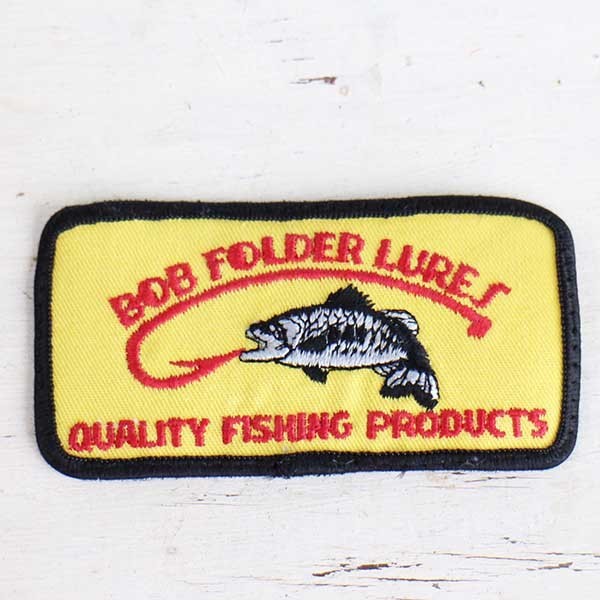 BOB FOLDER LURES
QUALITY FISHING PRODUCTS